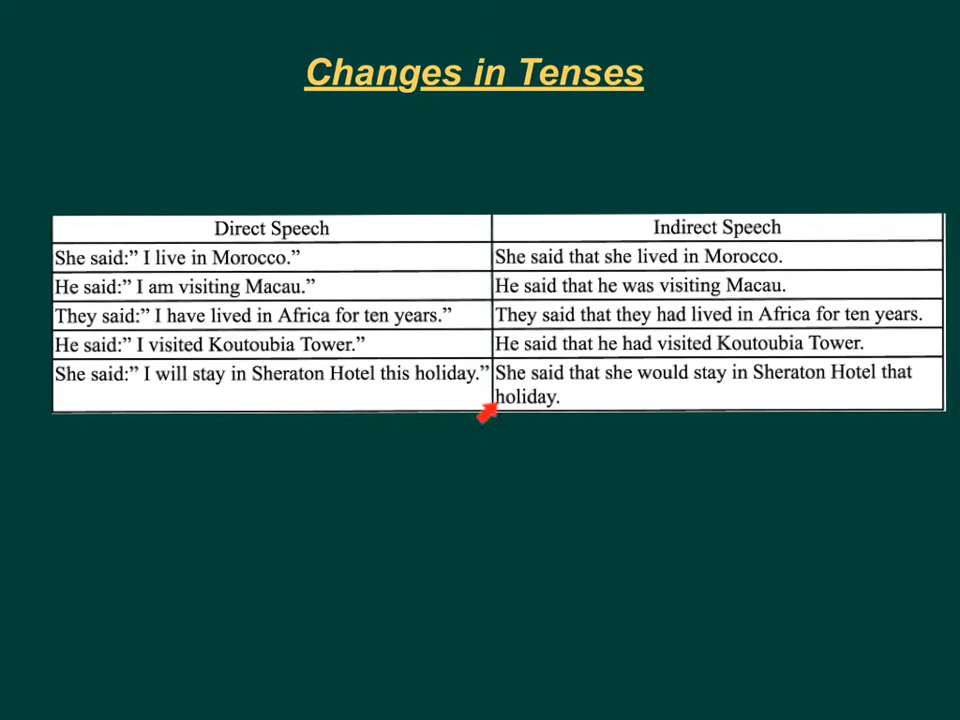 Changes in Tenses
Direct Speech
Indirect Speech
She said:” I live in Morocco.”
She said that she lived in Morocco.
He said:” I am visiting Macau.”
He said that he was visiting Macau.
They said:” I have lived in Africa for ten years.”
They said that they had lived in Africa for ten years.
He said:” I visited Koutoubia Tower.”
He said that he had visited Koutoubia Tower.
She said:” I will stay in Sheraton Hotel this holiday.”
She said that she would stay in Sheraton Hotel that
holiday.